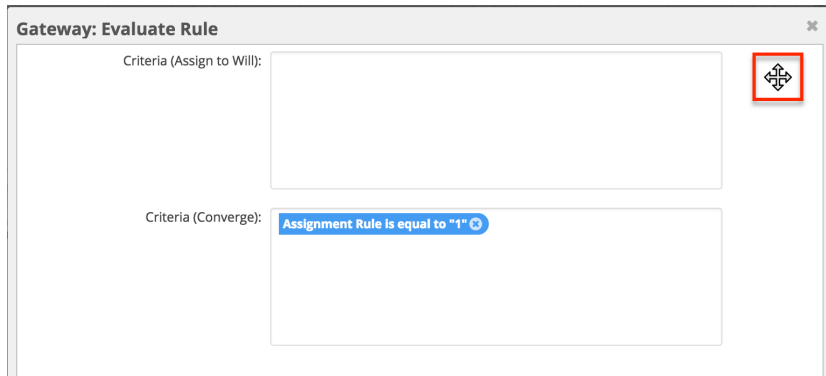 Gateway: Evaluate Rule
Criteria (Assign to Will):
Criteria (Converge):
Assignment Rule is equal to "1"